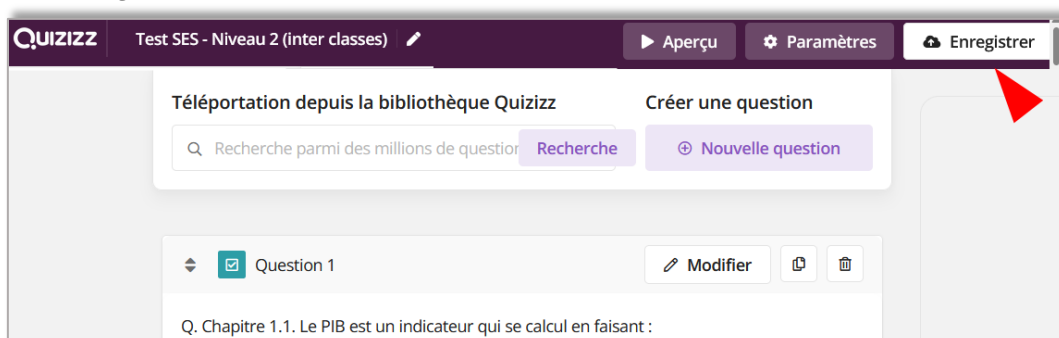 QUIZIZZ Test SES - Niveau 2 (inter classes) Aperçu Paramètres Enregistrer
Téléportation depuis la bibliothèque Quizizz Créer une question
Recherche parmi des millions de question Recherche Nouvelle question
Question 1 Modifier
Q. Chapitre 1.1. Le PIB est un indicateur qui se calcul en faisant :